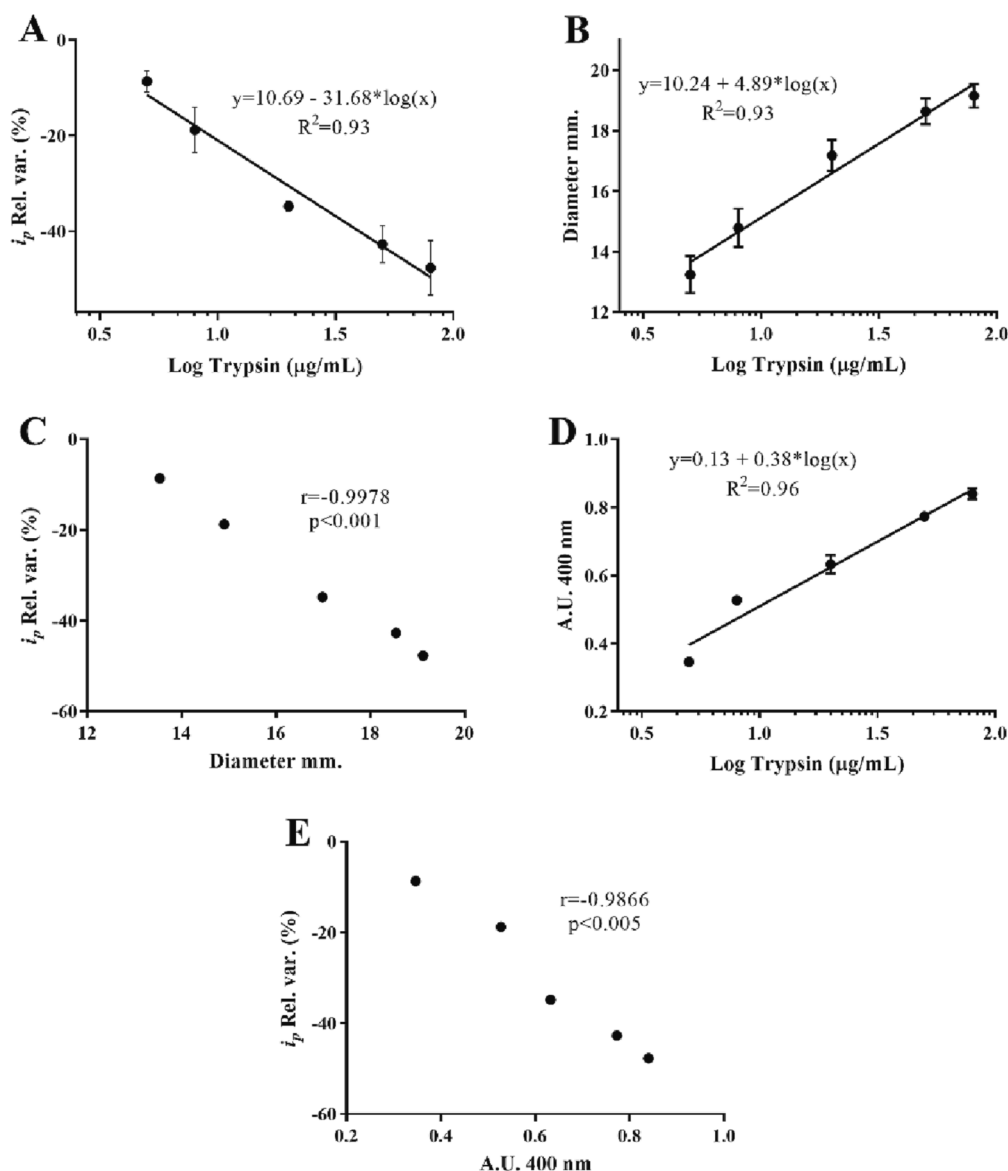 A
0
-20
-40
i_p Rel. var. (%)
y=10.69 - 31.68*log(x)
R²=0.93
0.5 1.0 1.5 2.0
Log Trypsin (μg/mL)
B
20
18
16
14
12
Diameter mm.
y=10.24 + 4.89*log(x)
R²=0.93
0.5 1.0 1.5 2.0
Log Trypsin (μg/mL)
C
0
-20
-40
-60
i_p Rel. var. (%)
r=-0.9978
p<0.001
12 14 16 18 20
Diameter mm.
D
1.0
0.8
0.6
0.4
0.2
A.U. 400 nm
y=0.13 + 0.38*log(x)
R²=0.96
0.5 1.0 1.5 2.0
Log Trypsin (μg/mL)
E
0
-20
-40
-60
i_p Rel. var. (%)
r=-0.9866
p<0.005
0.2 0.4 0.6 0.8 1.0
A.U. 400 nm